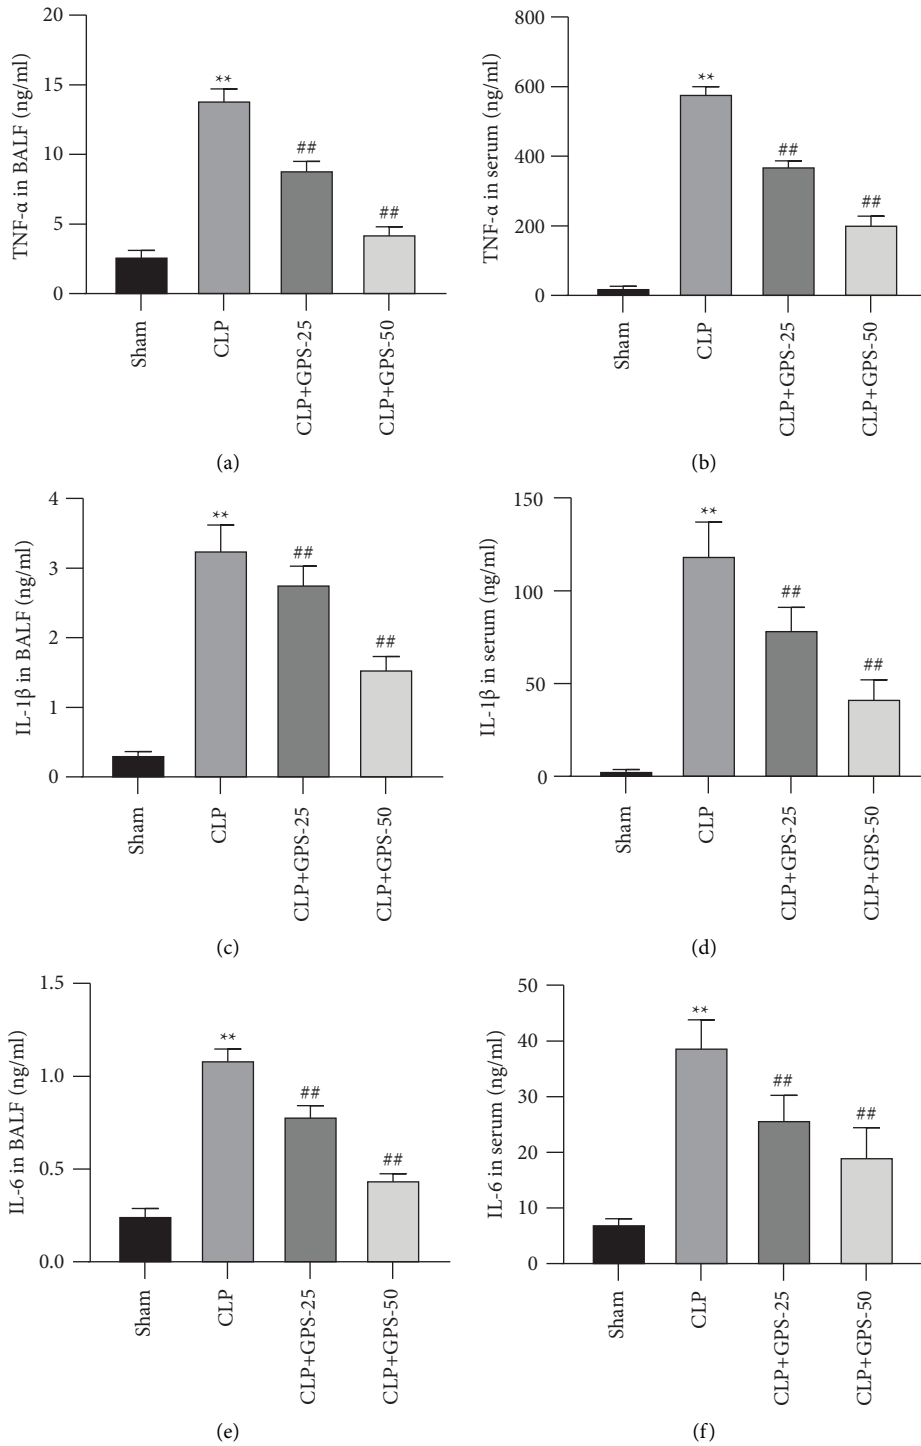 TNF-α in BALF (ng/ml)
20
15
10
5
0
**
##
##
Sham
CLP
CLP+GPS-25
CLP+GPS-50
(a)
TNF-α in serum (ng/ml)
800
600
400
200
0
**
##
##
Sham
CLP
CLP+GPS-25
CLP+GPS-50
(b)
IL-1β in BALF (ng/ml)
4
3
2
1
0
**
##
##
Sham
CLP
CLP+GPS-25
CLP+GPS-50
(c)
IL-1β in serum (ng/ml)
150
100
50
0
**
##
##
Sham
CLP
CLP+GPS-25
CLP+GPS-50
(d)
IL-6 in BALF (ng/ml)
1.5
1.0
0.5
0.0
**
##
##
Sham
CLP
CLP+GPS-25
CLP+GPS-50
(e)
IL-6 in serum (ng/ml)
50
40
30
20
10
0
**
##
##
Sham
CLP
CLP+GPS-25
CLP+GPS-50
(f)